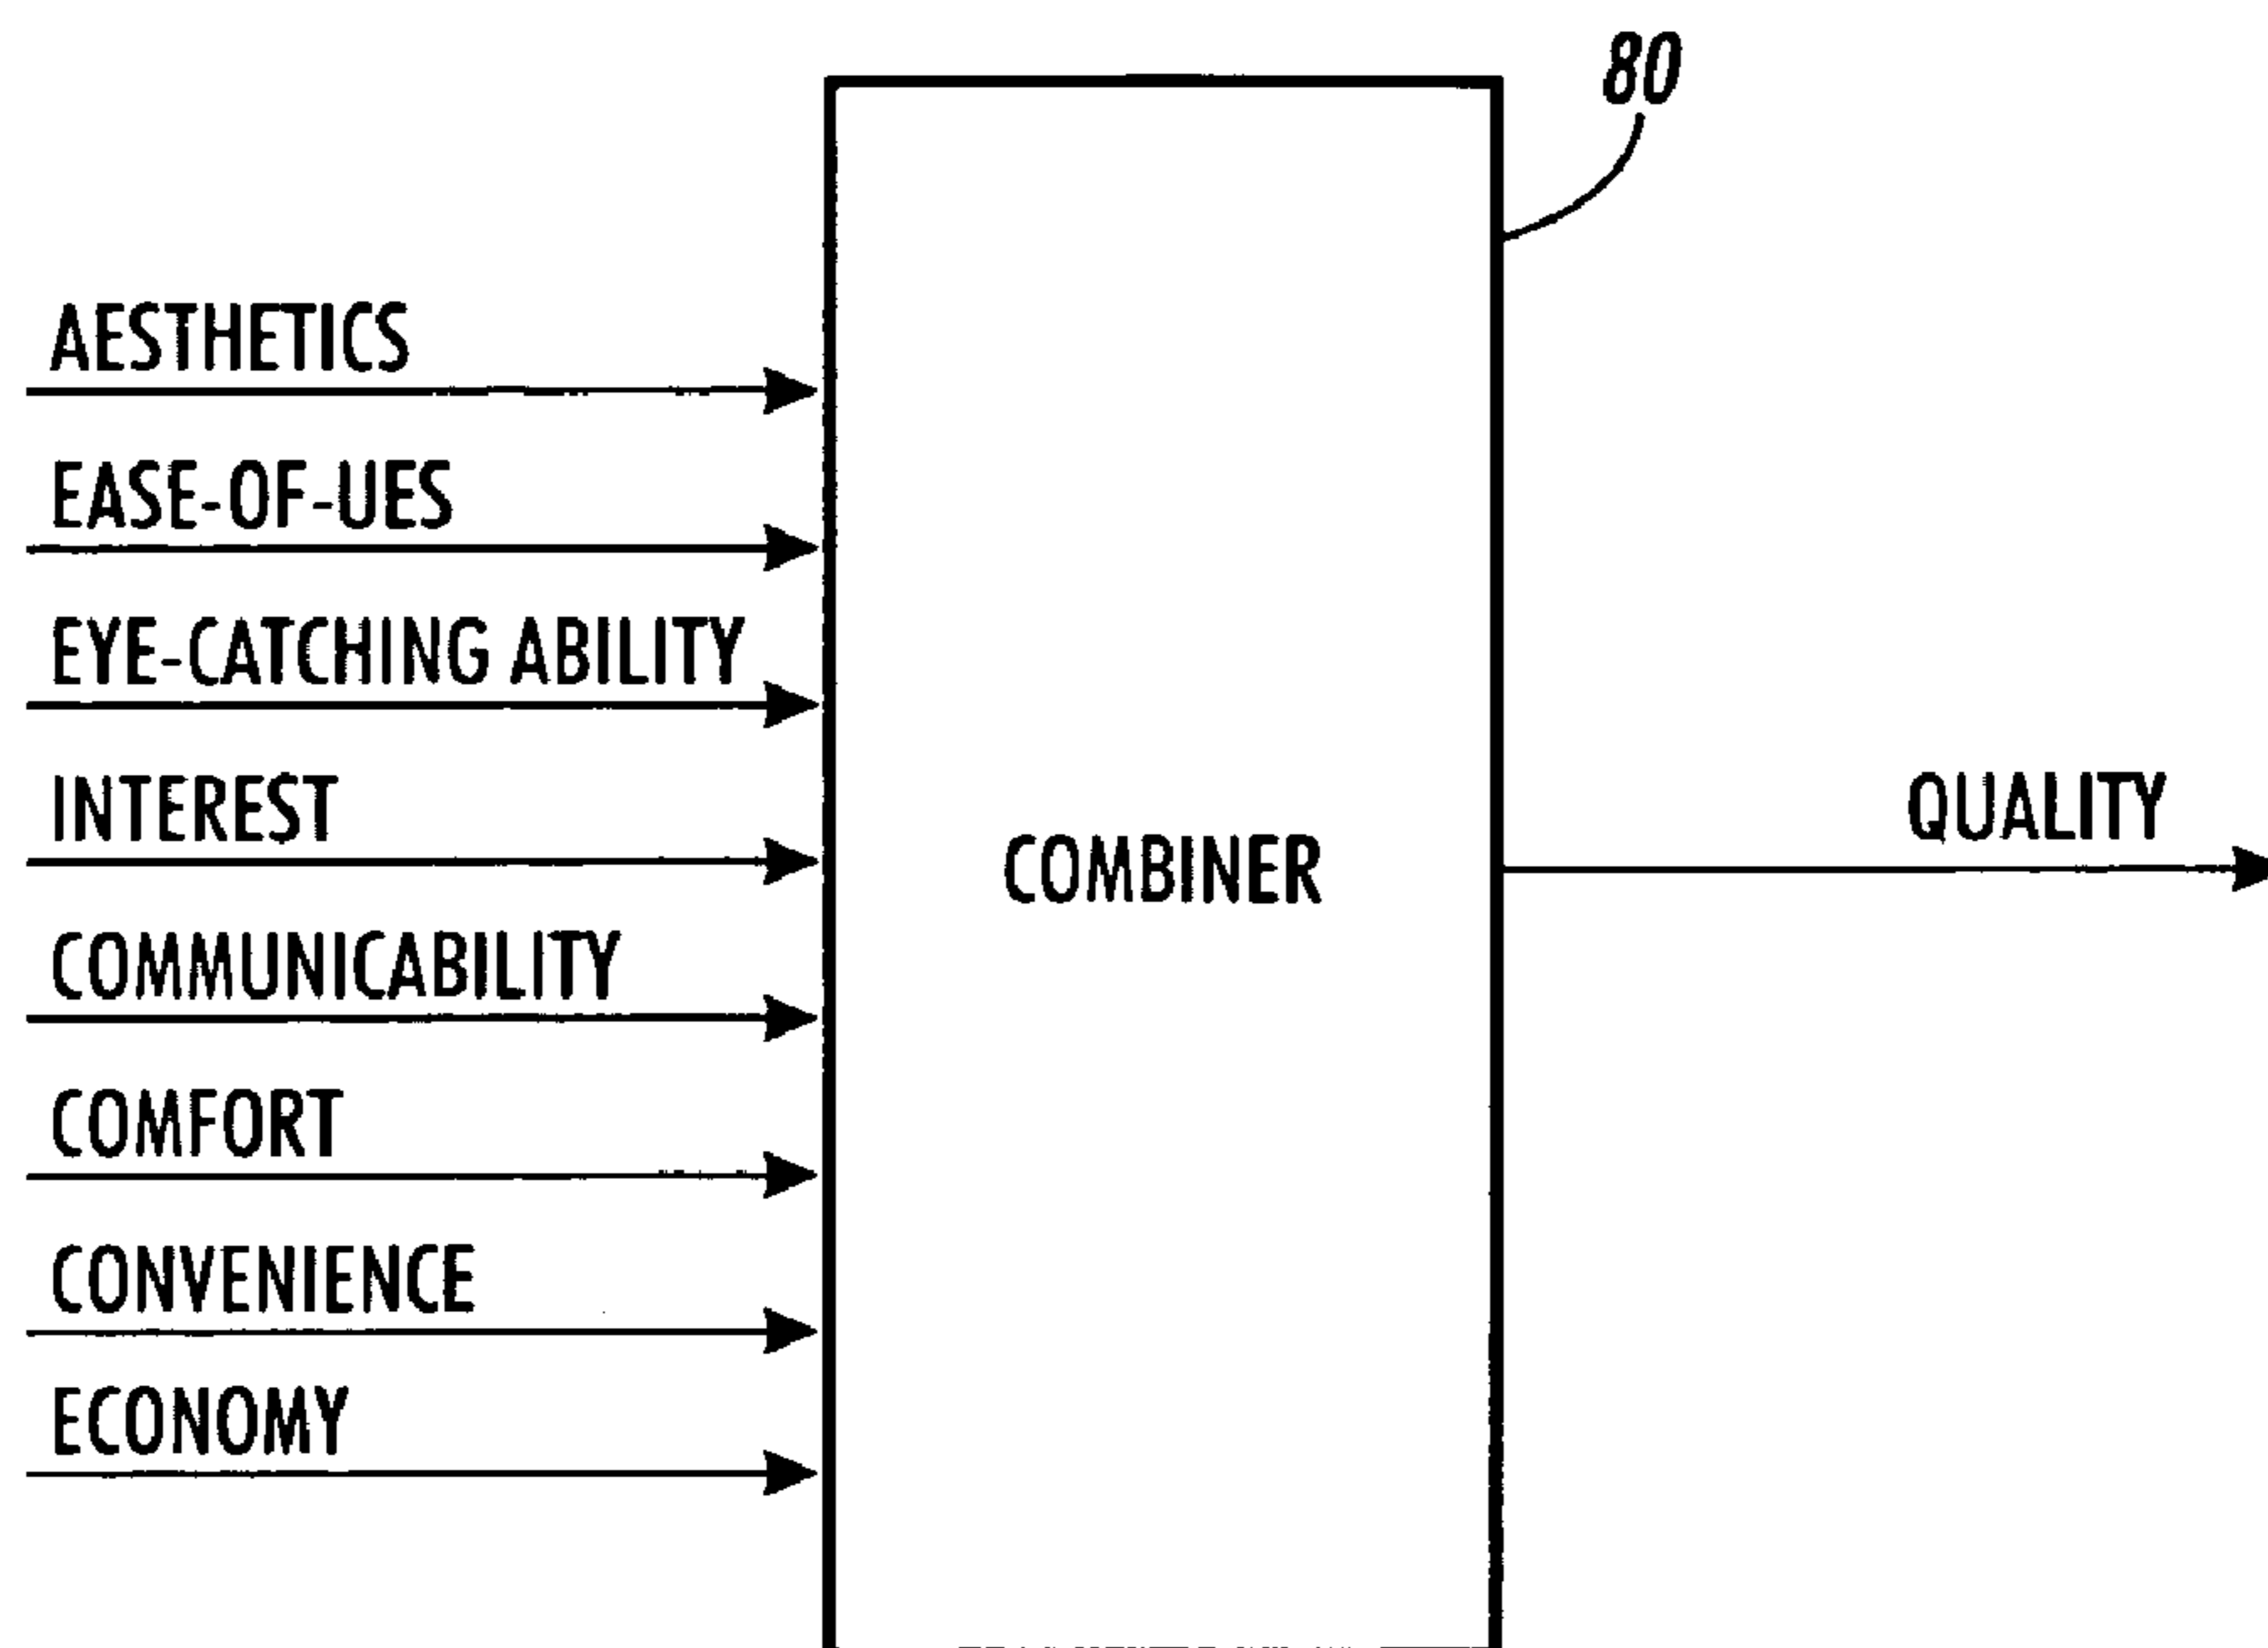 80
AESTHETICS
EASE-OF-UES
EYE-CATCHING ABILITY
INTEREST
QUALITY
COMBINER
COMMUNICABILITY
COMFORT
CONVENIENCE
ECONOMY